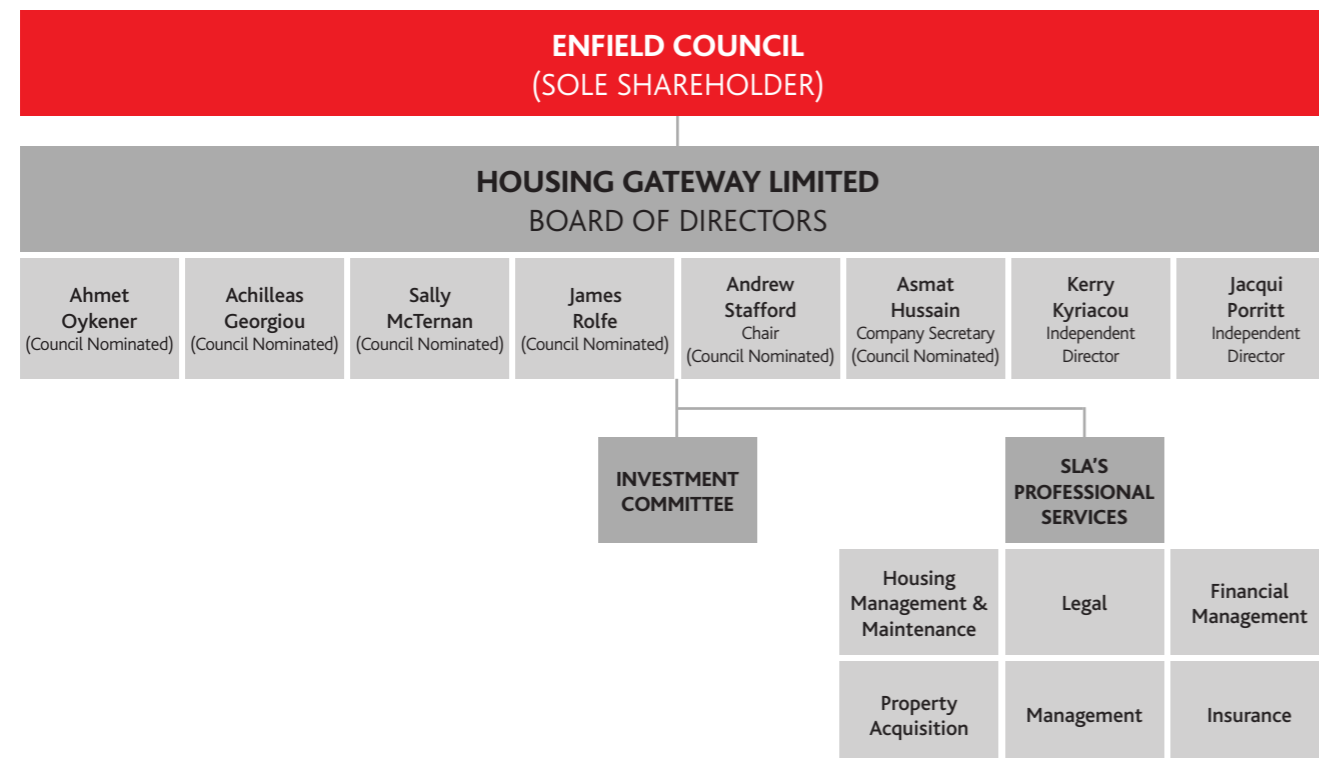 ENFIELD COUNCIL
(SOLE SHAREHOLDER)
HOUSING GATEWAY LIMITED
BOARD OF DIRECTORS
Ahmet
Oykener
(Council Nominated)
Achilleas
Georgiou
(Council Nominated)
Sally
McTernan
(Council Nominated)
James
Rolfe
(Council Nominated)
Andrew
Stafford
Chair
(Council Nominated)
Asmat
Hussain
Company Secretary
(Council Nominated)
Kerry
Kyriacou
Independent
Director
Jacqui
Porritt
Independent
Director
INVESTMENT
COMMITTEE
SLA’S
PROFESSIONAL
SERVICES
Housing
Management &
Maintenance
Legal
Financial
Management
Property
Acquisition
Management
Insurance